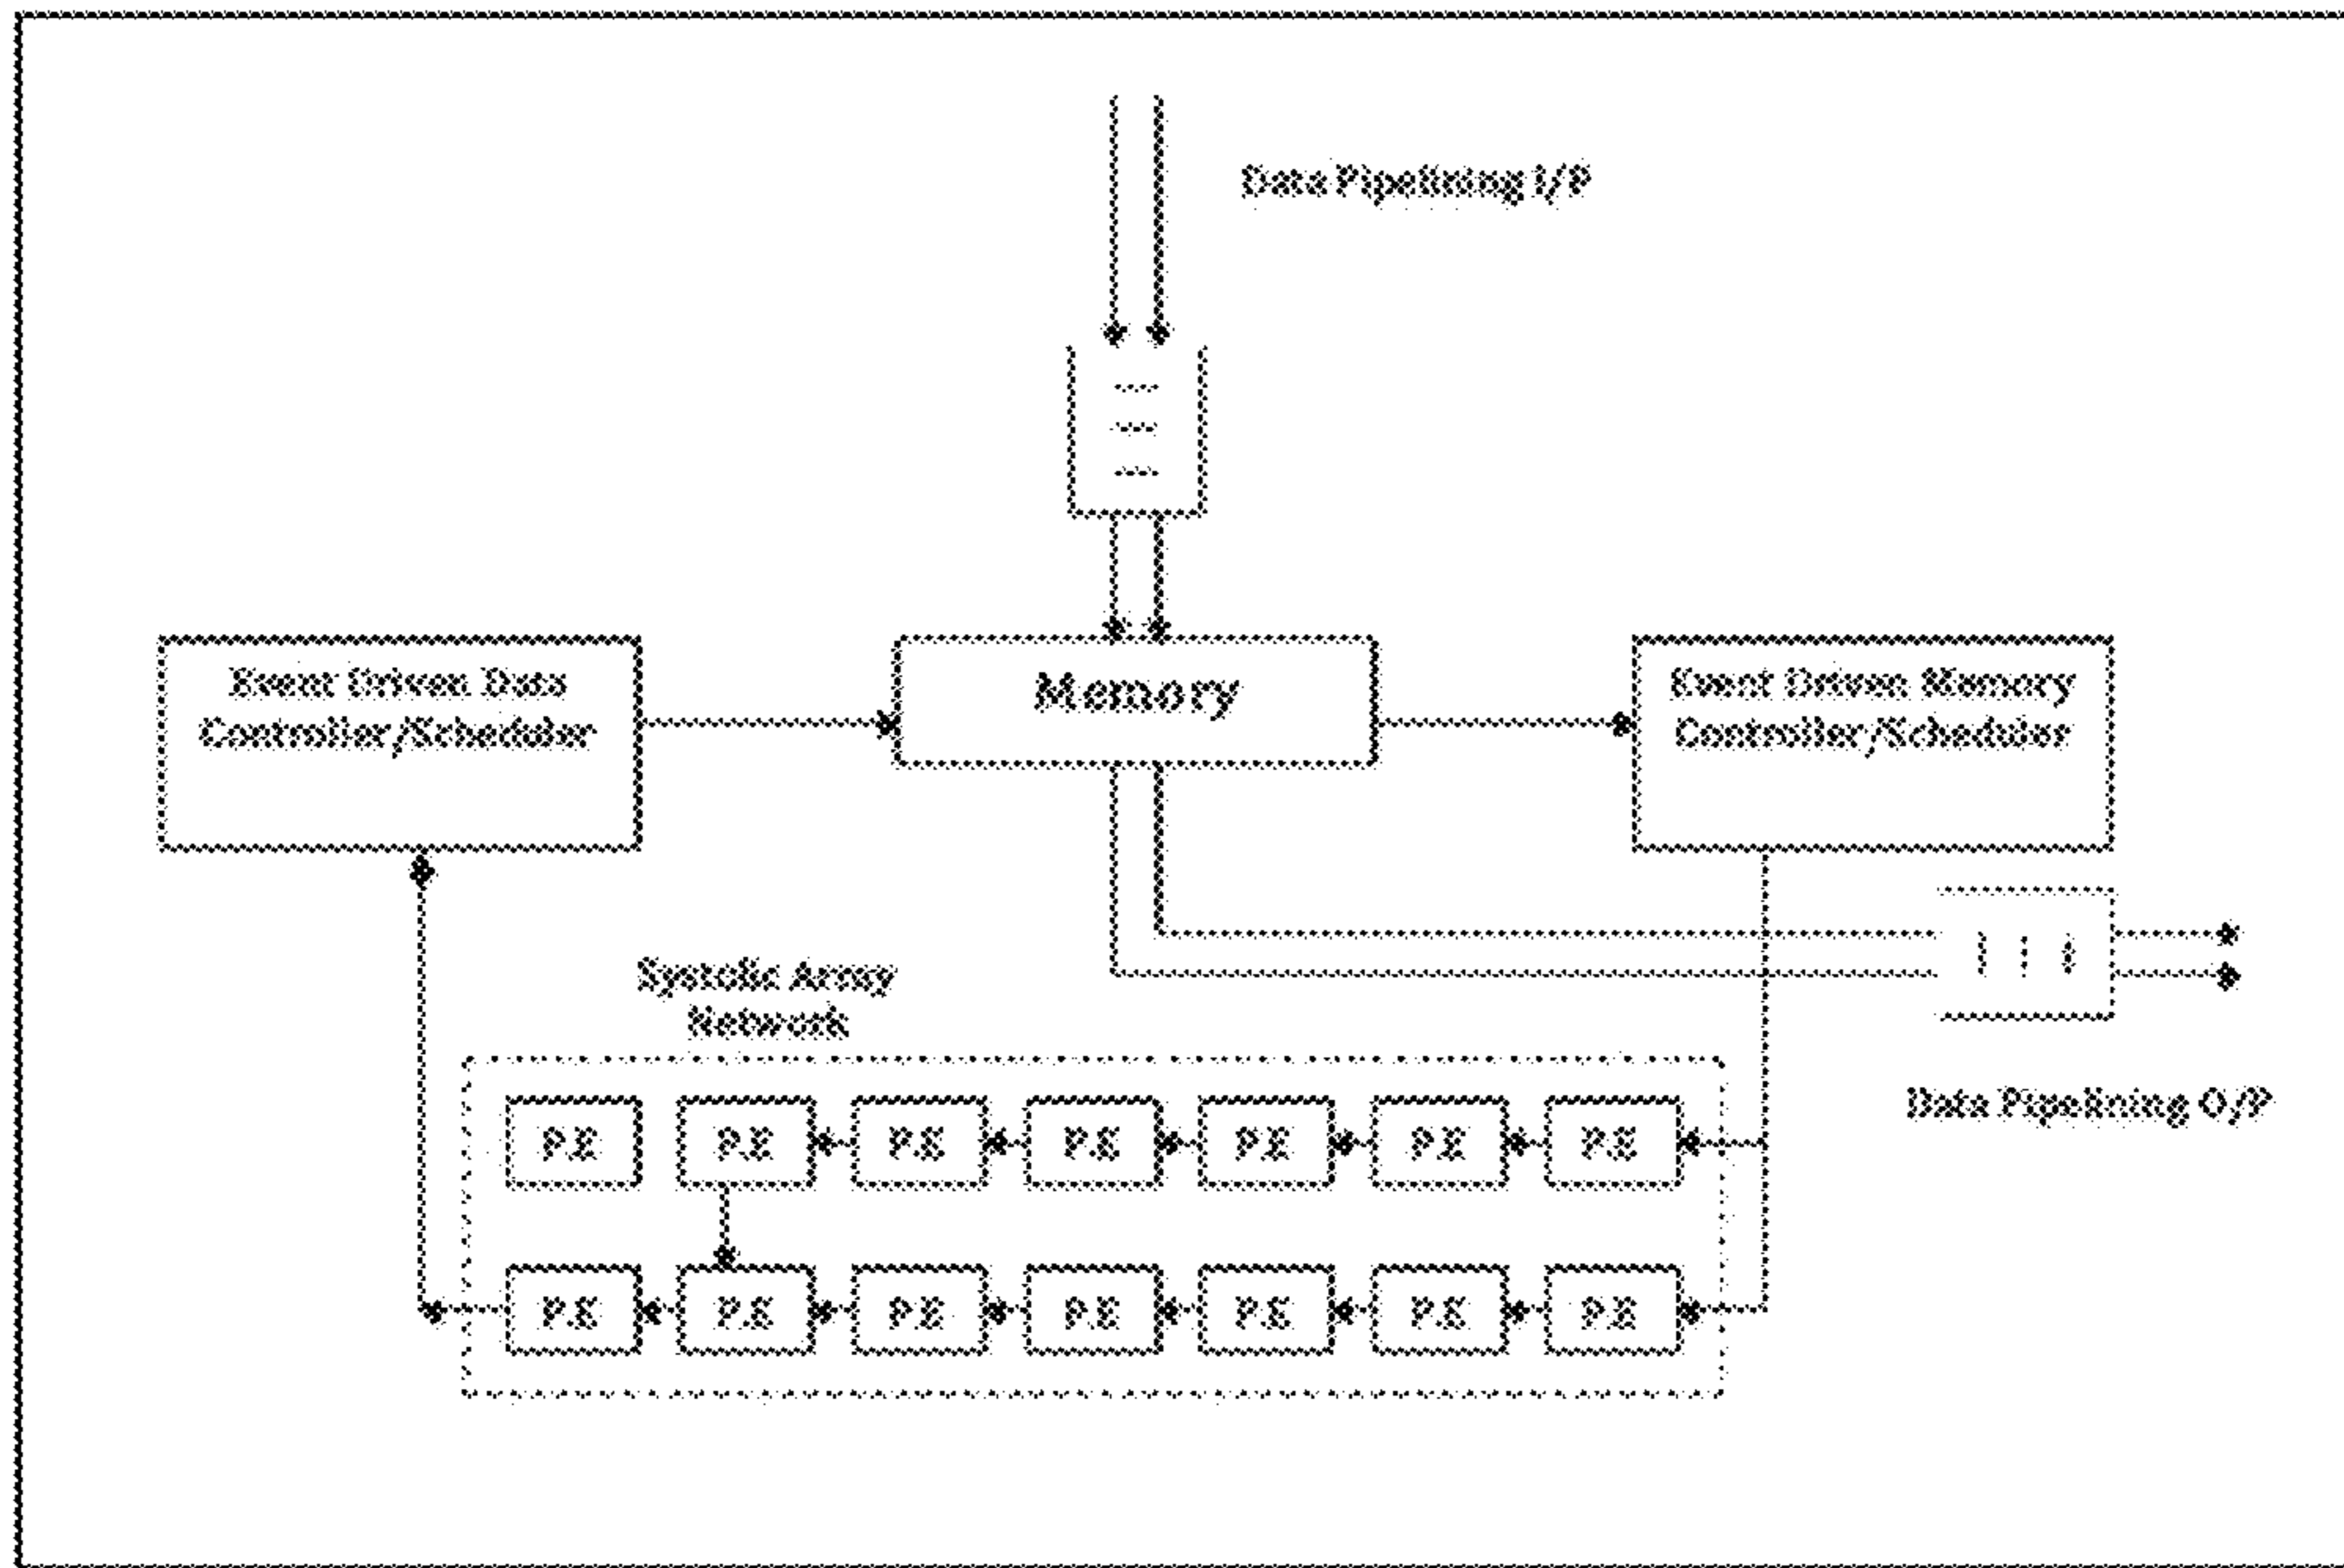 Data Pipelining I/P
Event Driven Data
Controller/Scheduler
Memory
Event Driven Memory
Controller/Scheduler
Systolic Array
Network
Data Pipelining O/P
P.E P.E P.E P.E P.E P.E P.E
P.E P.E P.E P.E P.E P.E P.E